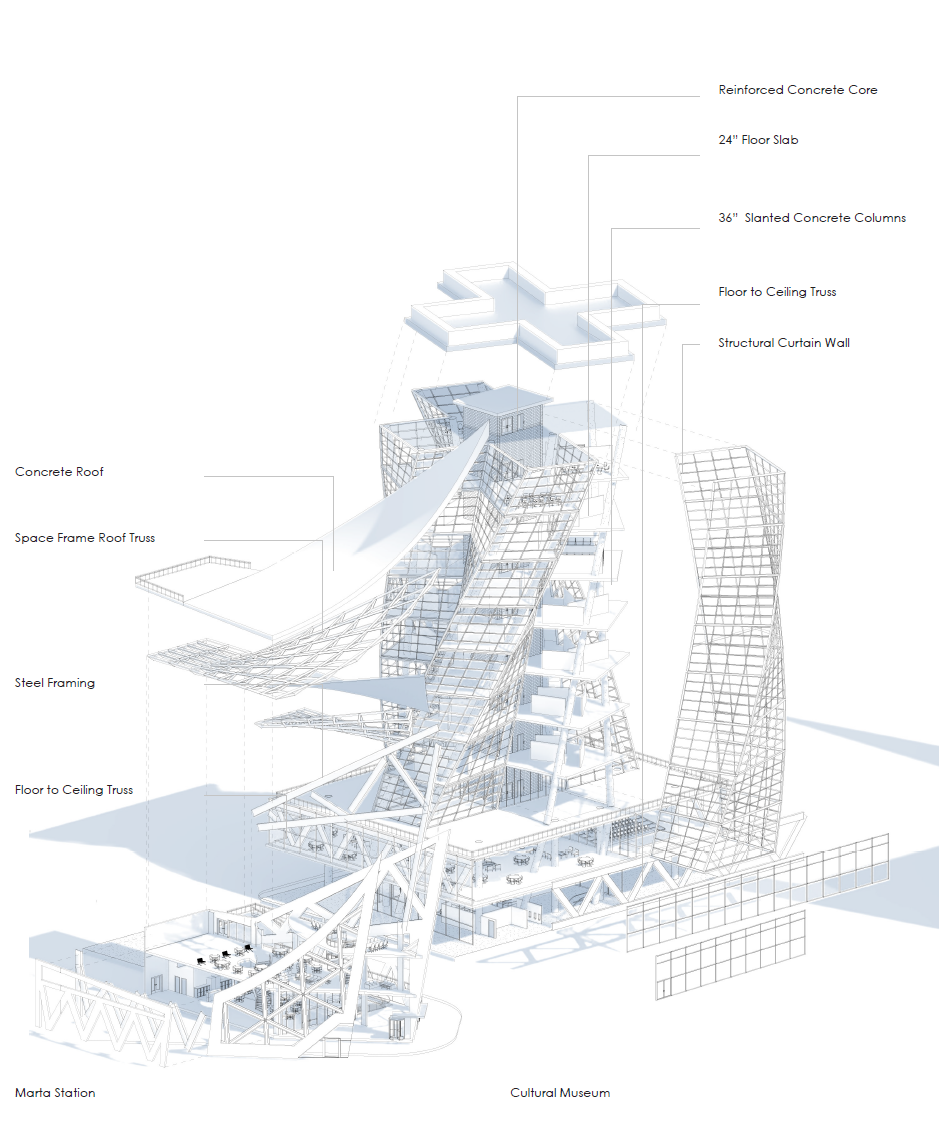 Reinforced Concrete Core
24" Floor Slab
36"  Slanted Concrete Columns
Floor to Ceiling Truss
Structural Curtain Wall
Concrete Roof
Space Frame Roof Truss
Steel Framing
Floor to Ceiling Truss
Marta Station
Cultural Museum